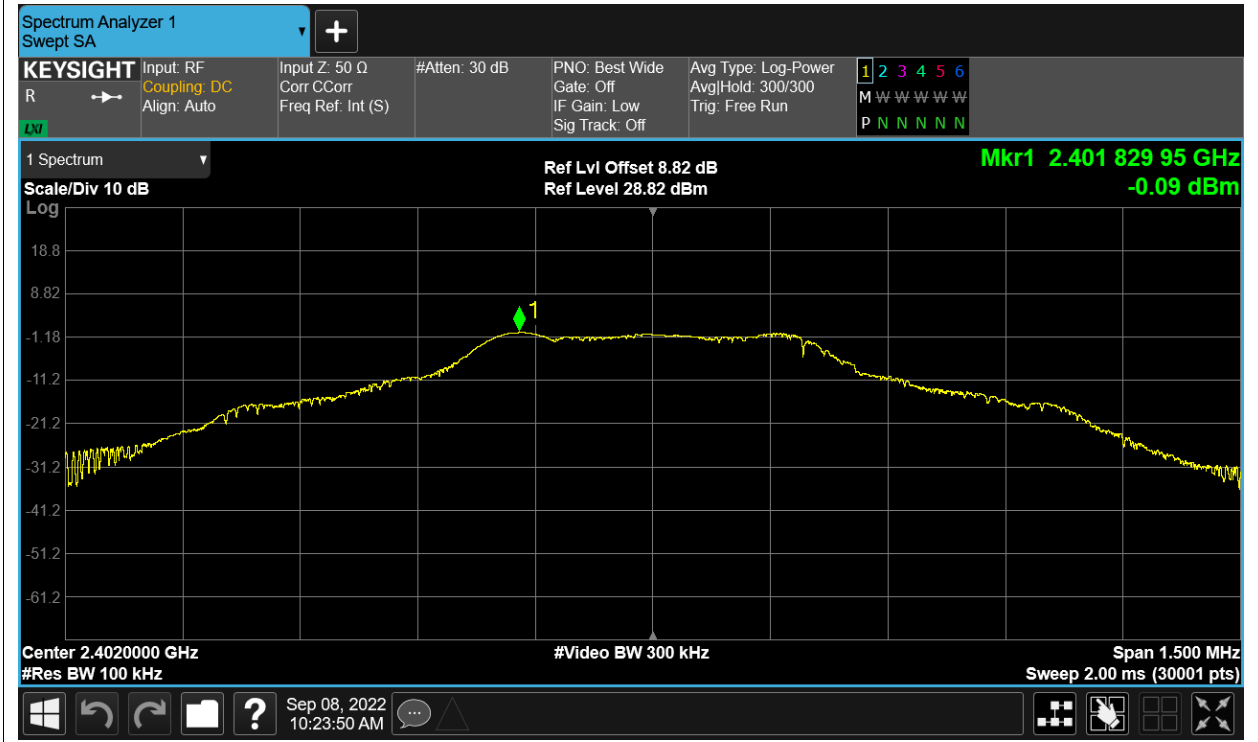 Spectrum Analyzer 1
Swept SA
KEYSIGHT
R
LXI
Input: RF
Coupling: DC
Align: Auto
Input Z: 50 Ω
Corr CCorr
Freq Ref: Int (S)
#Atten: 30 dB
PNO: Best Wide
Gate: Off
IF Gain: Low
Sig Track: Off
Avg Type: Log-Power
Avg|Hold: 300/300
Trig: Free Run
1 2 3 4 5 6
M W W W W W
P N N N N N
1 Spectrum
Scale/Div 10 dB
Log
Ref Lvl Offset 8.82 dB
Ref Level 28.82 dBm
Mkr1 2.401 829 95 GHz
-0.09 dBm
18.8
8.82
1
-1.18
-11.2
-21.2
-31.2
-41.2
-51.2
-61.2
Center 2.4020000 GHz
#Res BW 100 kHz
#Video BW 300 kHz
Span 1.500 MHz
Sweep 2.00 ms (30001 pts)
?
Sep 08, 2022
10:23:50 AM